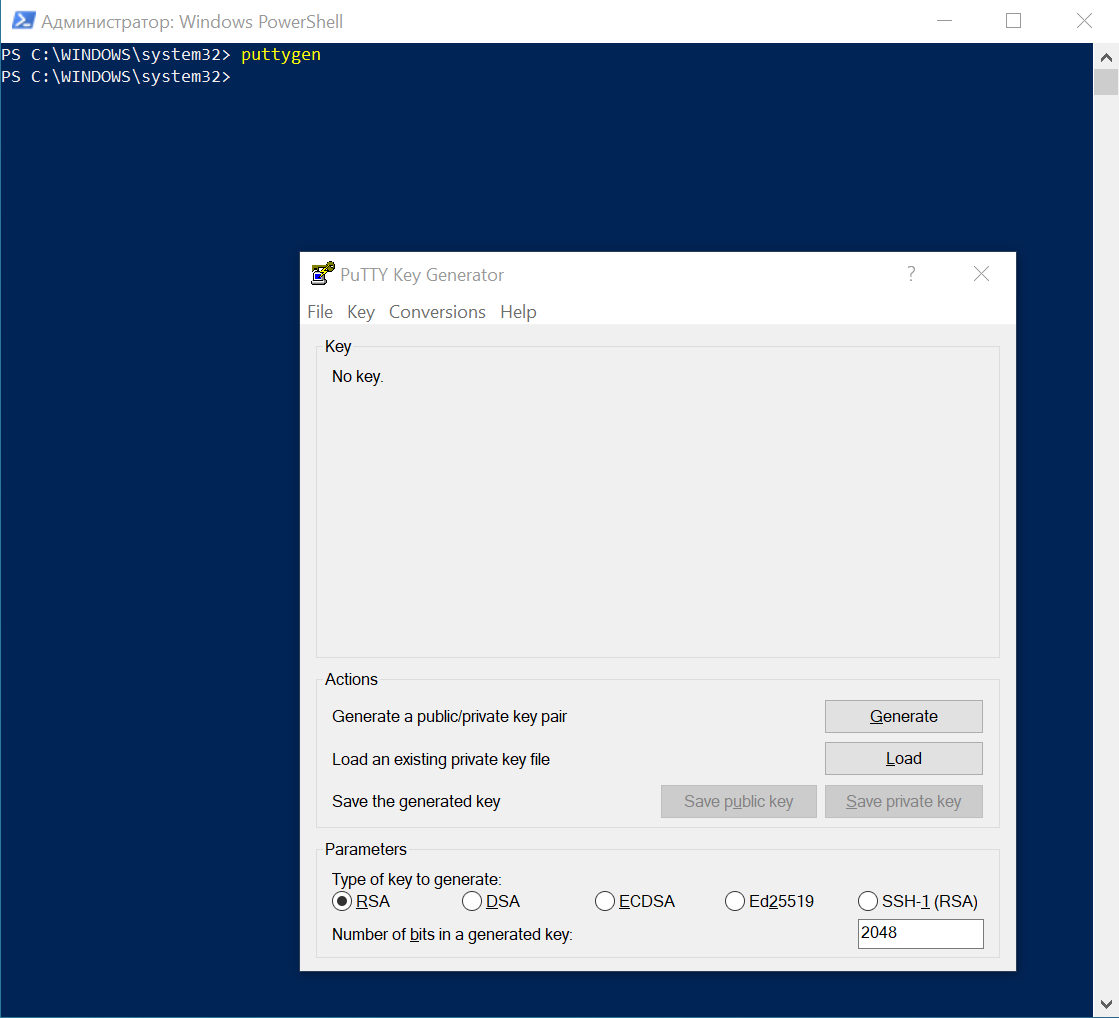 Администратор: Windows PowerShell
PS C:\WINDOWS\system32> puttygen
PS C:\WINDOWS\system32>
PuTTY Key Generator
?
File Key Conversions Help
Key
No key.
Actions
Generate a public/private key pair
Generate
Load an existing private key file
Load
Save the generated key
Save public key
Save private key
Parameters
Type of key to generate:
RSA DSA ECDSA Ed25519 SSH-1 (RSA)
Number of bits in a generated key:
2048